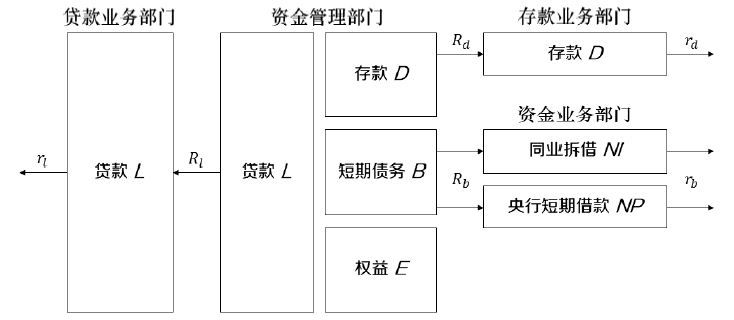 贷款业务部门
资金管理部门
存款业务部门
存款 D
R_d
存款 D
r_d
资金业务部门
r_l
贷款 L
R_l
贷款 L
短期债务 B
同业拆借 NI
R_b
央行短期借款 NP
r_b
权益 E